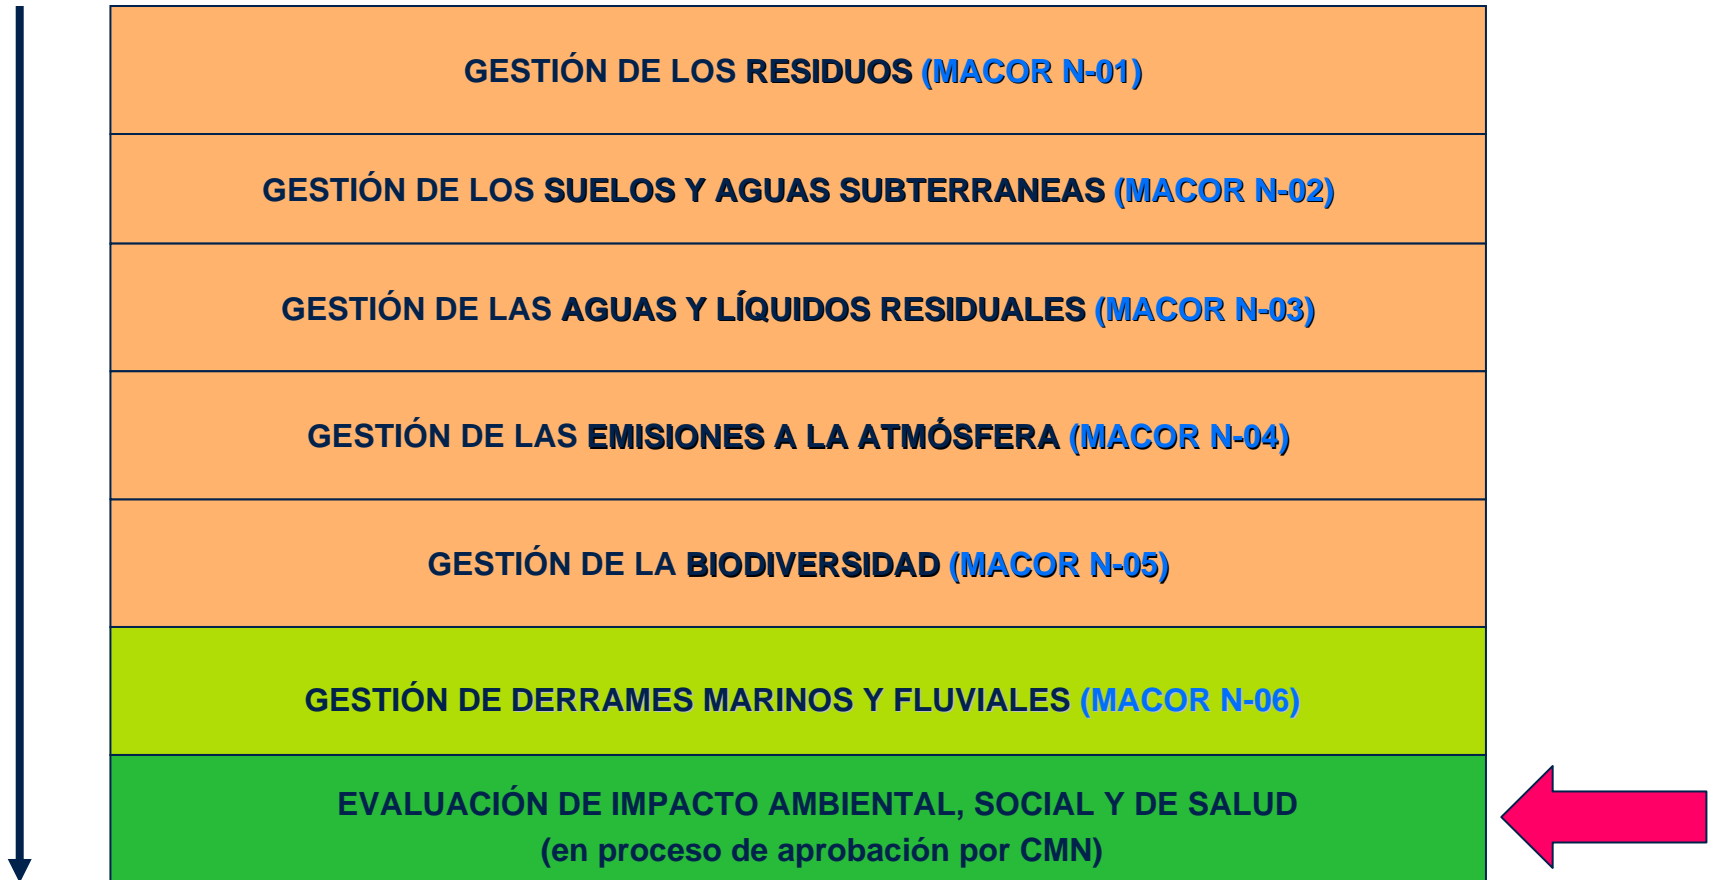 GESTIÓN DE LOS RESIDUOS (MACOR N-01)
GESTIÓN DE LOS SUELOS Y AGUAS SUBTERRANEAS (MACOR N-02)
GESTIÓN DE LAS AGUAS Y LÍQUIDOS RESIDUALES (MACOR N-03)
GESTIÓN DE LAS EMISIONES A LA ATMÓSFERA (MACOR N-04)
GESTIÓN DE LA BIODIVERSIDAD (MACOR N-05)
GESTIÓN DE DERRAMES MARINOS Y FLUVIALES (MACOR N-06)
EVALUACIÓN DE IMPACTO AMBIENTAL, SOCIAL Y DE SALUD
(en proceso de aprobación por CMN)